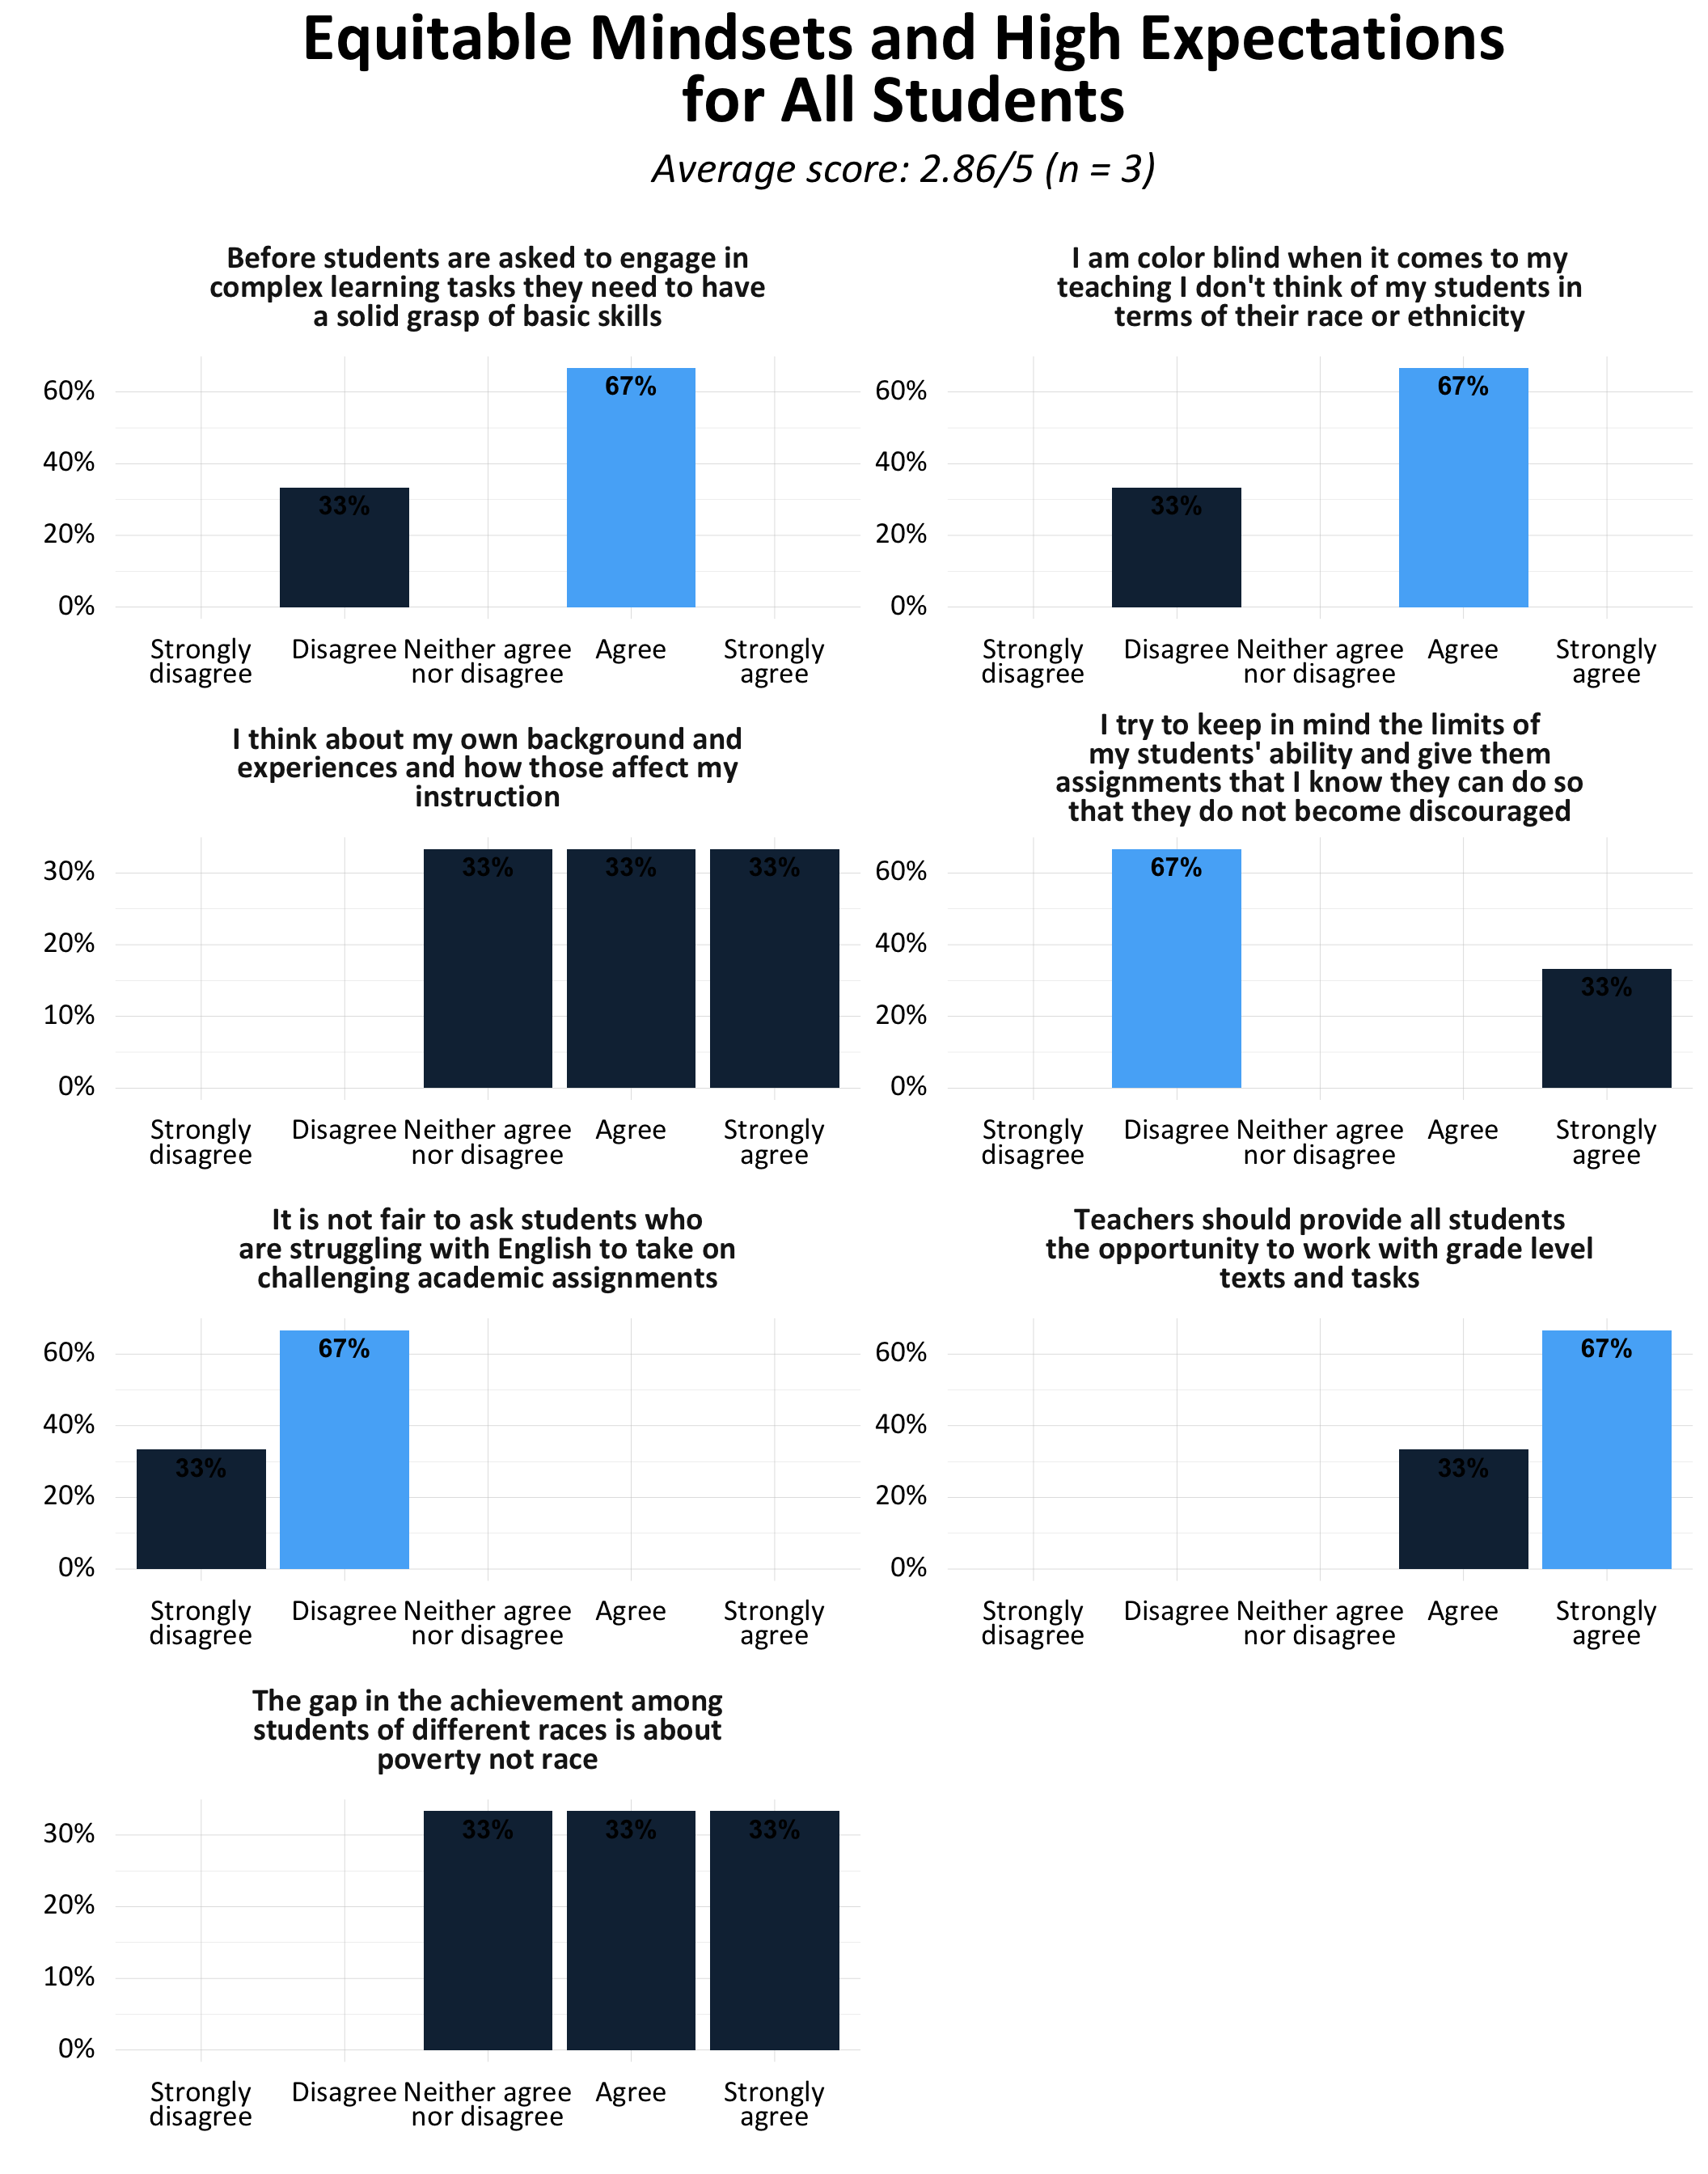 Equitable Mindsets and High Expectations
for All Students
Average score: 2.86/5 (n = 3)
Before students are asked to engage in
complex learning tasks they need to have
a solid grasp of basic skills
60%
40%
20%
0%
33%
67%
Strongly
disagree
Disagree
Neither agree
nor disagree
Agree
Strongly
agree
I am color blind when it comes to my
teaching I don't think of my students in
terms of their race or ethnicity
60%
40%
20%
0%
33%
67%
Strongly
disagree
Disagree
Neither agree
nor disagree
Agree
Strongly
agree
I think about my own background and
experiences and how those affect my
instruction
30%
20%
10%
0%
33%
33%
33%
Strongly
disagree
Disagree
Neither agree
nor disagree
Agree
Strongly
agree
I try to keep in mind the limits of
my students' ability and give them
assignments that I know they can do so
that they do not become discouraged
60%
40%
20%
0%
67%
33%
Strongly
disagree
Disagree
Neither agree
nor disagree
Agree
Strongly
agree
It is not fair to ask students who
are struggling with English to take on
challenging academic assignments
60%
40%
20%
0%
33%
67%
Strongly
disagree
Disagree
Neither agree
nor disagree
Agree
Strongly
agree
Teachers should provide all students
the opportunity to work with grade level
texts and tasks
60%
40%
20%
0%
33%
67%
Strongly
disagree
Disagree
Neither agree
nor disagree
Agree
Strongly
agree
The gap in the achievement among
students of different races is about
poverty not race
30%
20%
10%
0%
33%
33%
33%
Strongly
disagree
Disagree
Neither agree
nor disagree
Agree
Strongly
agree